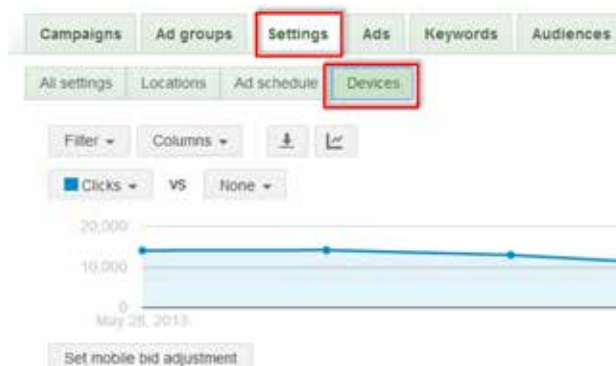 Campaigns Ad groups Settings Ads Keywords Audiences
All settings Locations Ad schedule Devices
Filter Columns
Clicks VS None
20,000
10,000
0
May 26, 2013
Set mobile bid adjustment